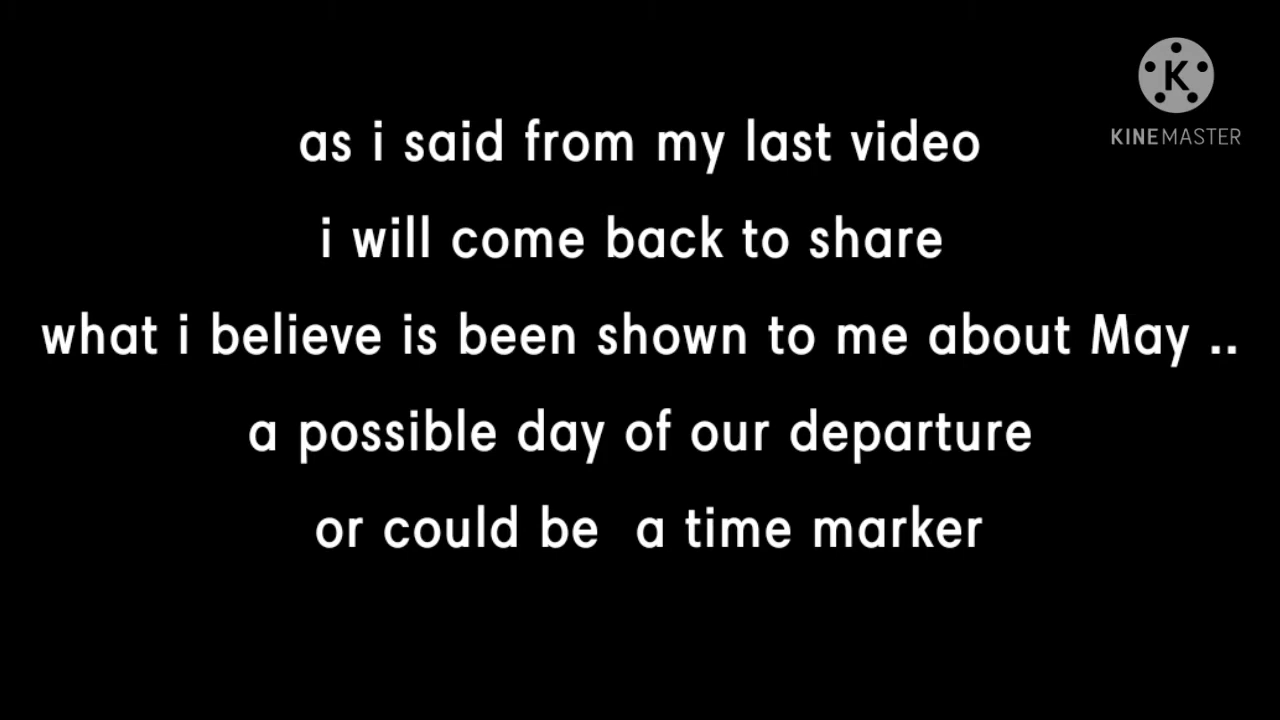 K
KINEMASTER
as i said from my last video
i will come back to share
what i believe is been shown to me about May ..
a possible day of our departure
or could be a time marker